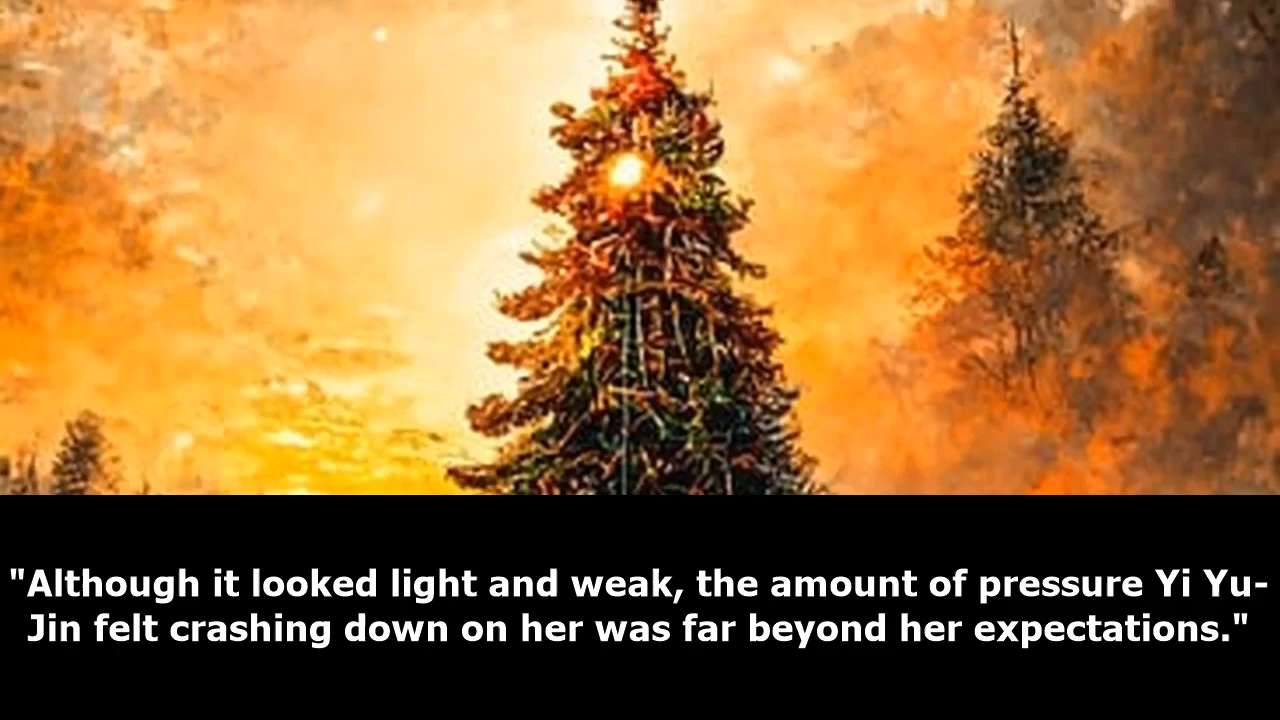 "Although it looked light and weak, the amount of pressure Yi Yu-
Jin felt crashing down on her was far beyond her expectations."